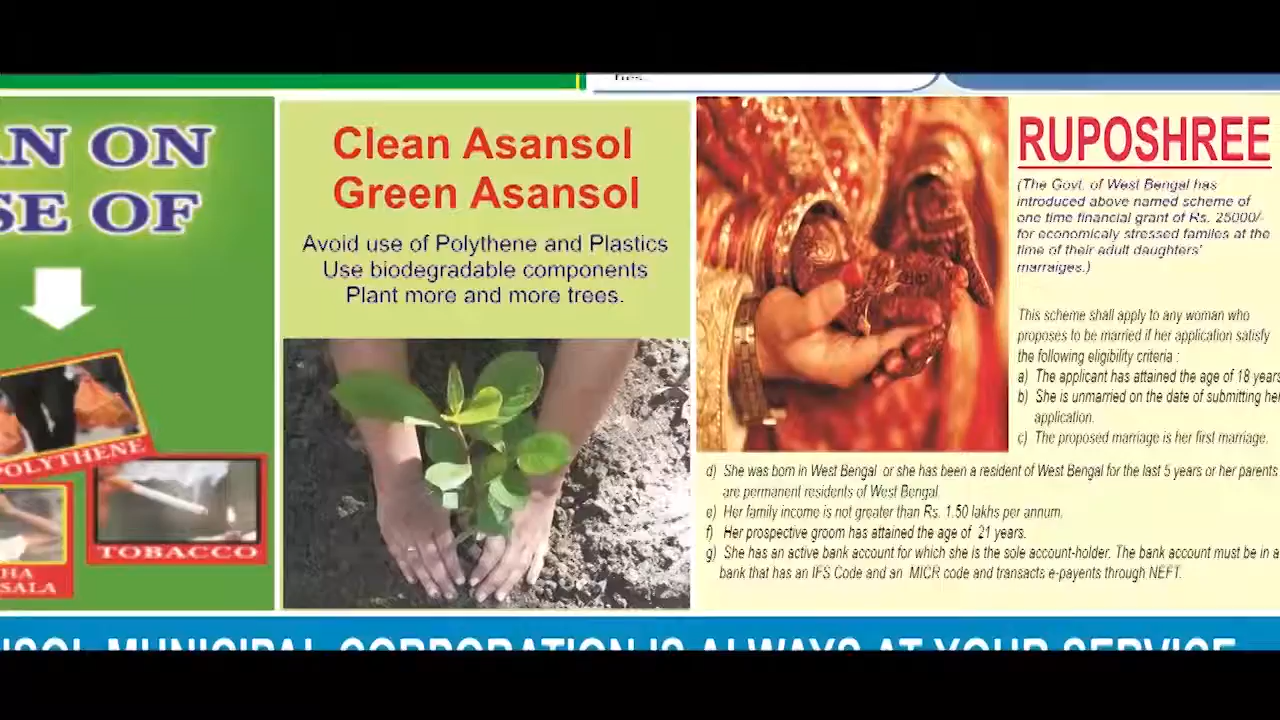 AN ON
SE OF
POLYTHENE
TOBACCO
HA
SALA
Clean Asansol
Green Asansol
Avoid use of Polythene and Plastics
Use biodegradable components
Plant more and more trees.
RUPOSHREE
(The Govt. of West Bengal has
introduced above named scheme of
one time financial grant of Rs. 25000/-
for economicaly stressed familes at the
time of their adult daughters'
marraiges.)
This scheme shall apply to any woman who
proposes to be married if her application satisfy
the following eligibility criteria :
a) The applicant has attained the age of 18 years
b) She is unmarried on the date of submitting her
application.
c) The proposed marriage is her first marriage.
d) She was born in West Bengal or she has been a resident of West Bengal for the last 5 years or her parents
are permanent residents of West Bengal
e) Her family income is not greater than Rs. 1.50 lakhs per annum.
f) Her prospective groom has attained the age of 21 years.
g) She has an active bank account for which she is the sole account-holder. The bank account must be in a
bank that has an IFS Code and an MICR code and transacts e-payents through NEFT.
NSOL MUNICIPAL CORPORATION IS ALWAYS AT YOUR SERVICE